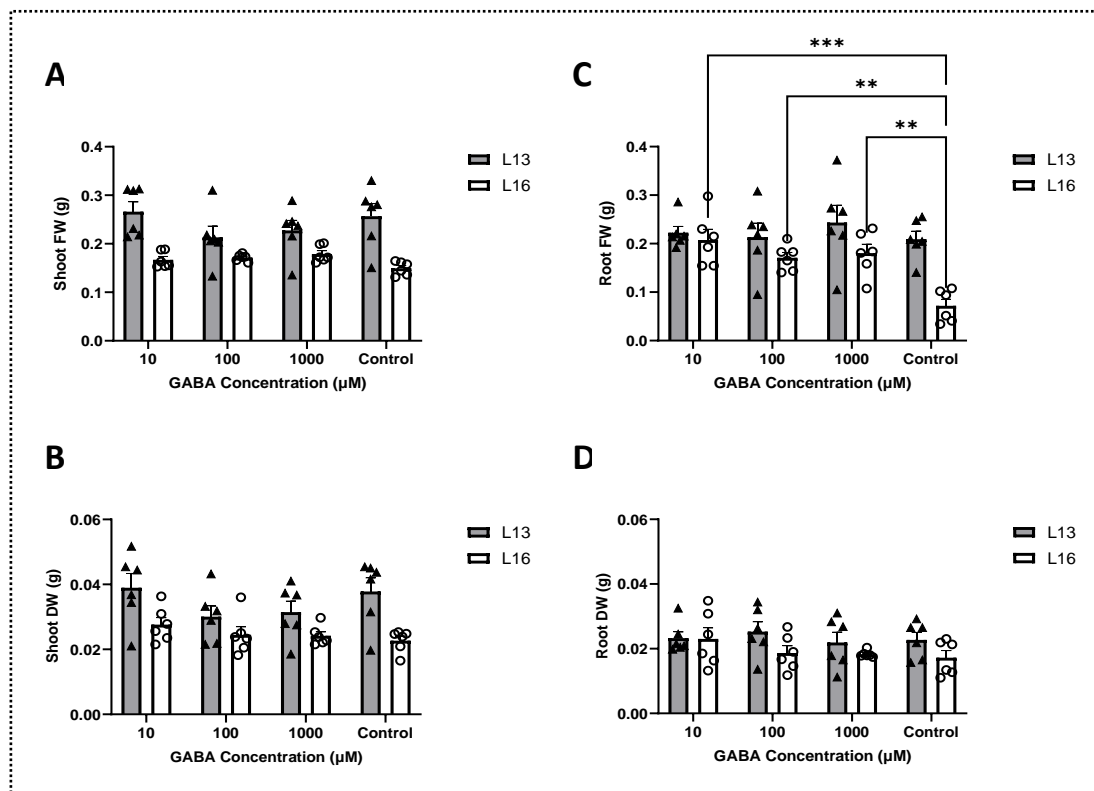 A
Shoot FW (g)
0.4
0.3
0.2
0.1
0.0
10 100 1000 Control
GABA Concentration (µM)
L13
L16
C
***
**
**
Root FW (g)
0.4
0.3
0.2
0.1
0.0
10 100 1000 Control
GABA Concentration (µM)
L13
L16
B
Shoot DW (g)
0.06
0.04
0.02
0.00
10 100 1000 Control
GABA Concentration (µM)
L13
L16
D
Root DW (g)
0.06
0.04
0.02
0.00
10 100 1000 Control
GABA Concentration (µM)
L13
L16